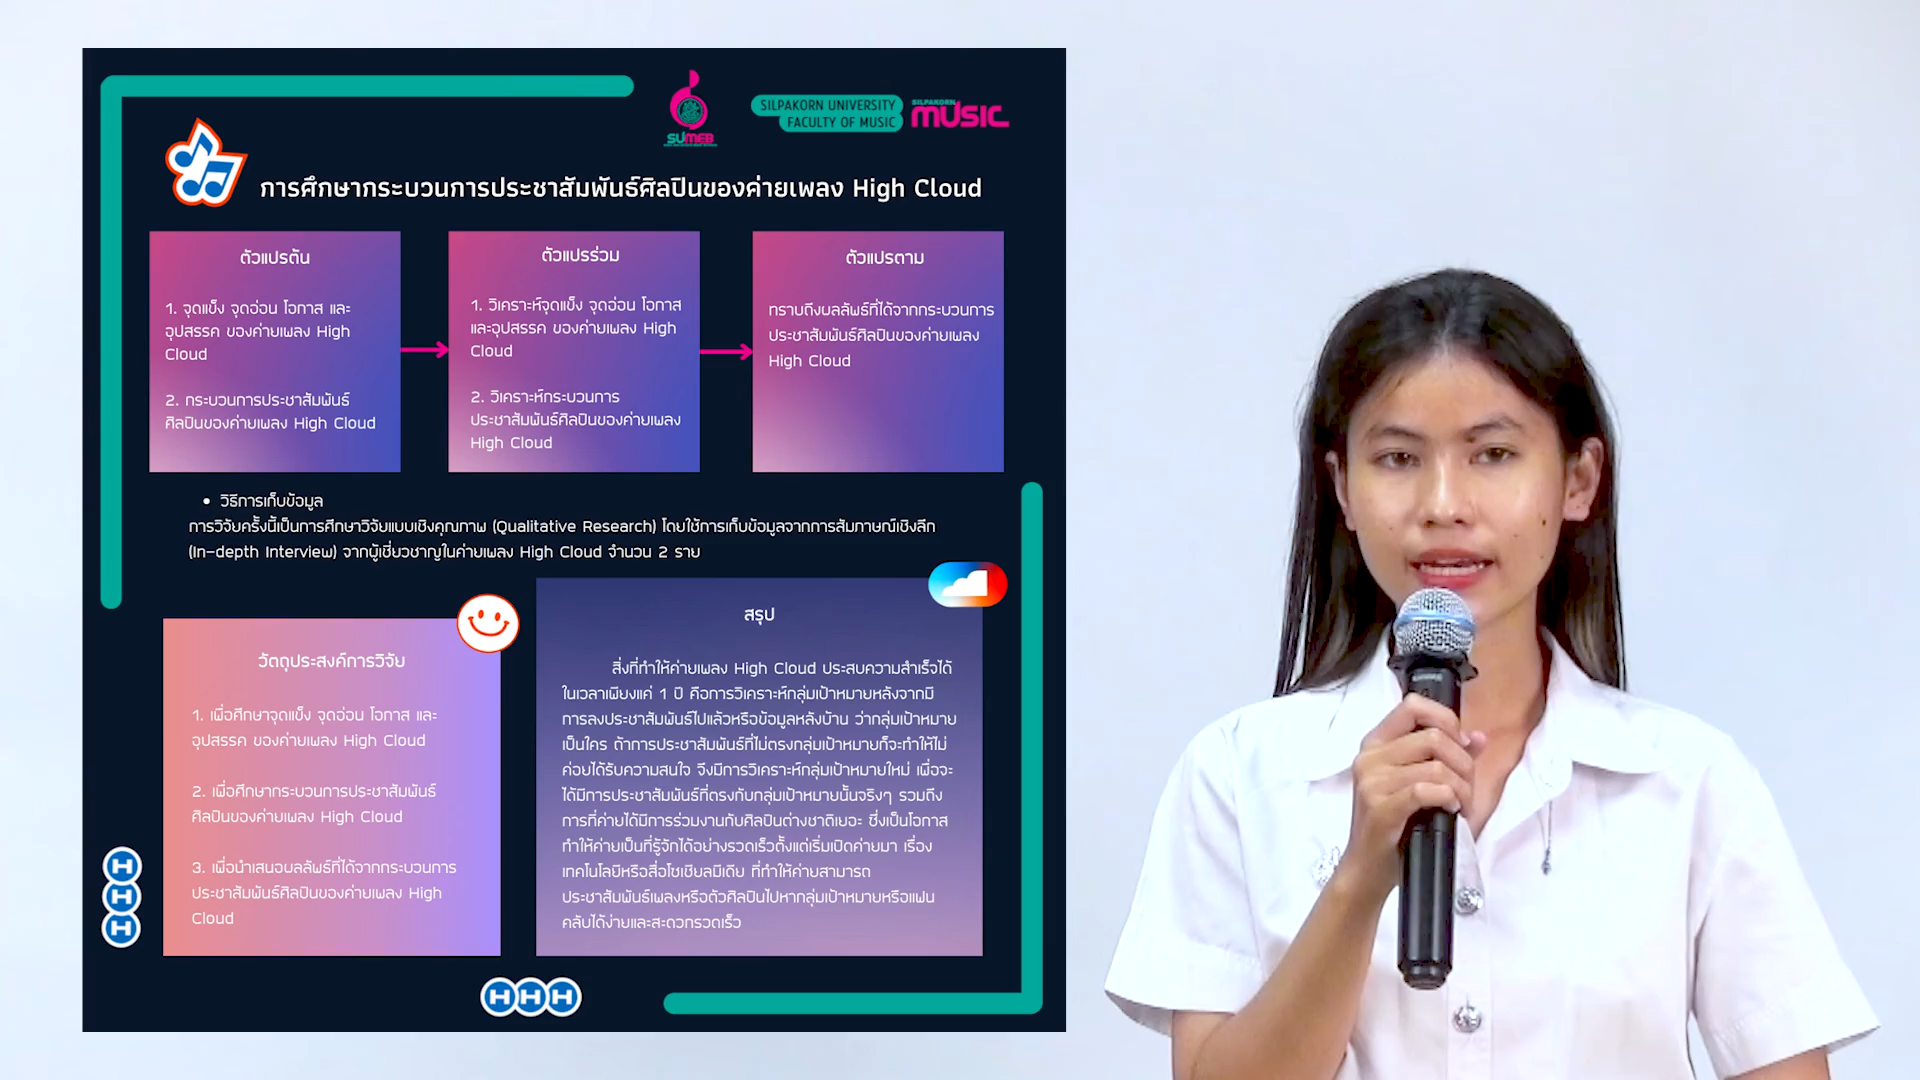 SUMEB
SILPAKORN UNIVERSITY
FACULTY OF MUSIC
SILPAKORN
MUSIC
การศึกษากระบวนการประชาสัมพันธ์ศิลปินของค่ายเพลง High Cloud
ตัวแปรต้น
1. จุดแข็ง จุดอ่อน โอกาส และ
อุปสรรค ของค่ายเพลง High
Cloud
2. กระบวนการประชาสัมพันธ์
ศิลปินของค่ายเพลง High Cloud
ตัวแปรร่วม
1. วิเคราะห์จุดแข็ง จุดอ่อน โอกาส
และอุปสรรค ของค่ายเพลง High
Cloud
2. วิเคราะห์กระบวนการ
ประชาสัมพันธ์ศิลปินของค่ายเพลง
High Cloud
ตัวแปรตาม
ทราบถึงผลลัพธ์ที่ได้จากกระบวนการ
ประชาสัมพันธ์ศิลปินของค่ายเพลง
High Cloud
• วิธีการเก็บข้อมูล
การวิจัยครั้งนี้เป็นการศึกษาวิจัยแบบเชิงคุณภาพ (Qualitative Research) โดยใช้การเก็บข้อมูลจากการสัมภาษณ์เชิงลึก
(In-depth Interview) จากผู้เชี่ยวชาญในค่ายเพลง High Cloud จำนวน 2 ราย
วัตถุประสงค์การวิจัย
1. เพื่อศึกษาจุดแข็ง จุดอ่อน โอกาส และ
อุปสรรค ของค่ายเพลง High Cloud
2. เพื่อศึกษากระบวนการประชาสัมพันธ์
ศิลปินของค่ายเพลง High Cloud
3. เพื่อนำเสนอผลลัพธ์ที่ได้จากกระบวนการ
ประชาสัมพันธ์ศิลปินของค่ายเพลง High
Cloud
สรุป
สิ่งที่ทำให้ค่ายเพลง High Cloud ประสบความสำเร็จได้
ในเวลาเพียงแค่ 1 ปี คือการวิเคราะห์กลุ่มเป้าหมายหลังจากมี
การลงประชาสัมพันธ์ไปแล้วหรือข้อมูลหลังบ้าน ว่ากลุ่มเป้าหมาย
เป็นใคร ถ้าการประชาสัมพันธ์ที่ไม่ตรงกลุ่มเป้าหมายก็จะทำให้ไม่
ค่อยได้รับความสนใจ จึงมีการวิเคราะห์กลุ่มเป้าหมายใหม่ เพื่อจะ
ได้มีการประชาสัมพันธ์ที่ตรงกับกลุ่มเป้าหมายนั้นจริงๆ รวมถึง
การที่ค่ายได้มีการร่วมงานกับศิลปินต่างชาติเยอะ ซึ่งเป็นโอกาส
ทำให้ค่ายเป็นที่รู้จักได้อย่างรวดเร็วตั้งแต่เริ่มเปิดค่ายมา เรื่อง
เทคโนโลยีหรือสื่อโซเชียลมีเดีย ที่ทำให้ค่ายสามารถ
ประชาสัมพันธ์เพลงหรือตัวศิลปินไปหากลุ่มเป้าหมายหรือแฟน
คลับได้ง่ายและสะดวกรวดเร็ว
H
H
H
HHH